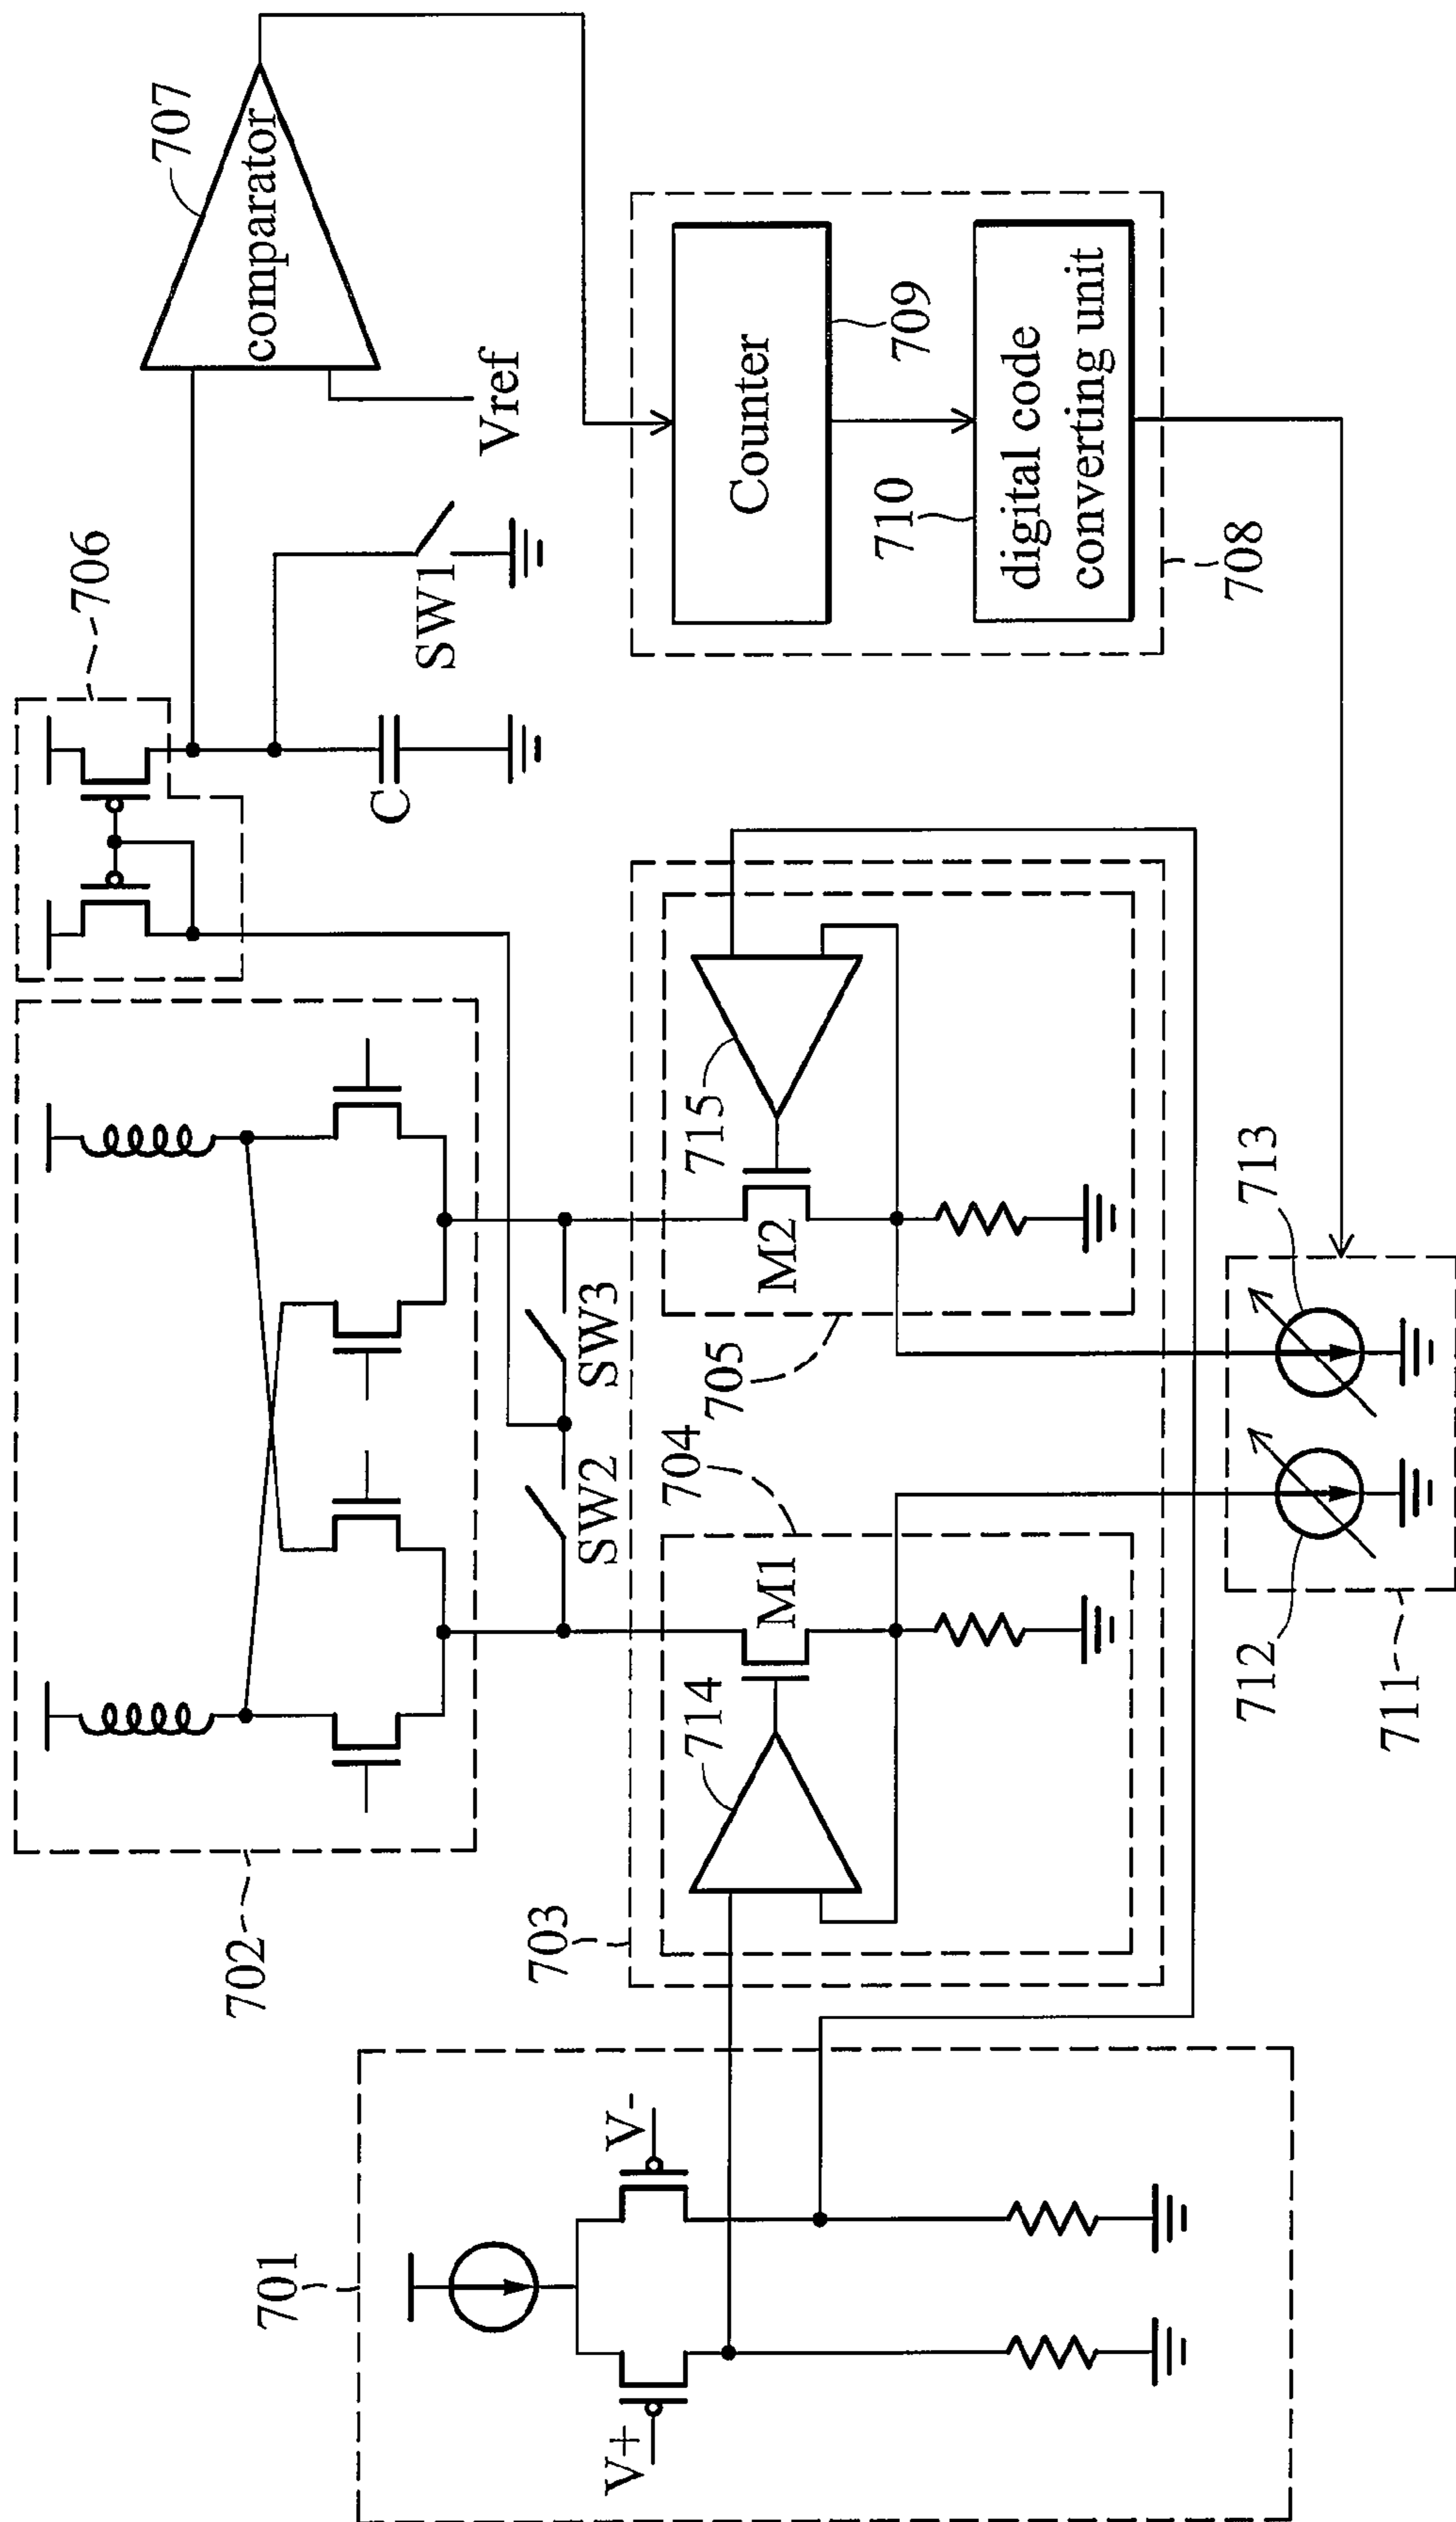 701
V+
V-
702
703
704
714
M1
SW2
SW3
705
M2
715
706
C
SW1
Vref
707
comparator
Counter
709
710
digital code
converting unit
708
711
712
713